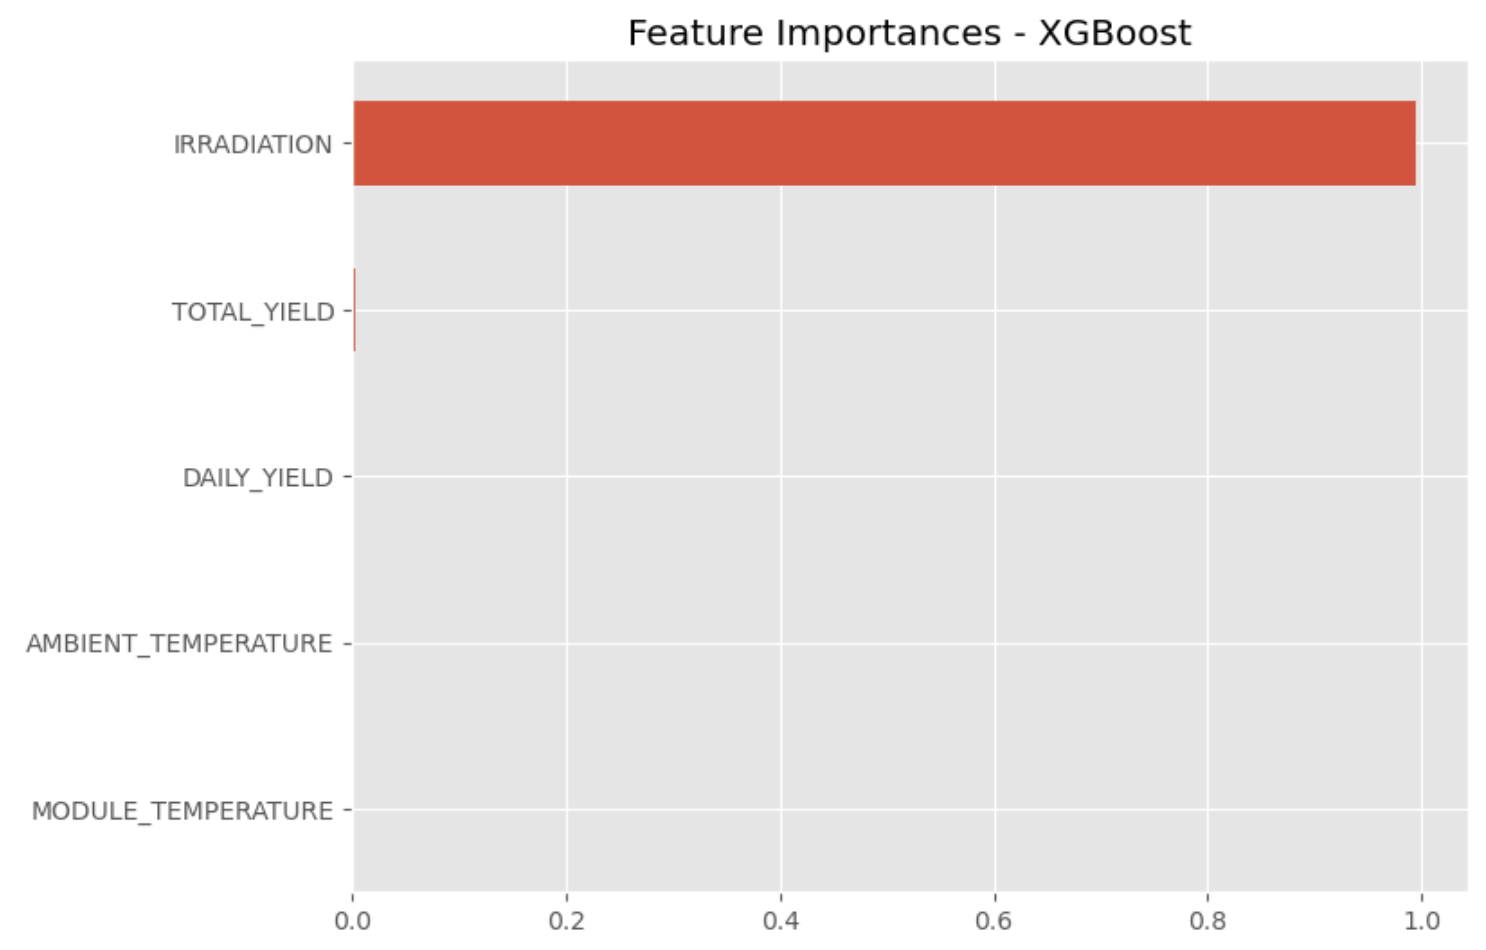 Feature Importances - XGBoost
IRRADIATION
TOTAL_YIELD
DAILY_YIELD
AMBIENT_TEMPERATURE
MODULE_TEMPERATURE
0.0 0.2 0.4 0.6 0.8 1.0